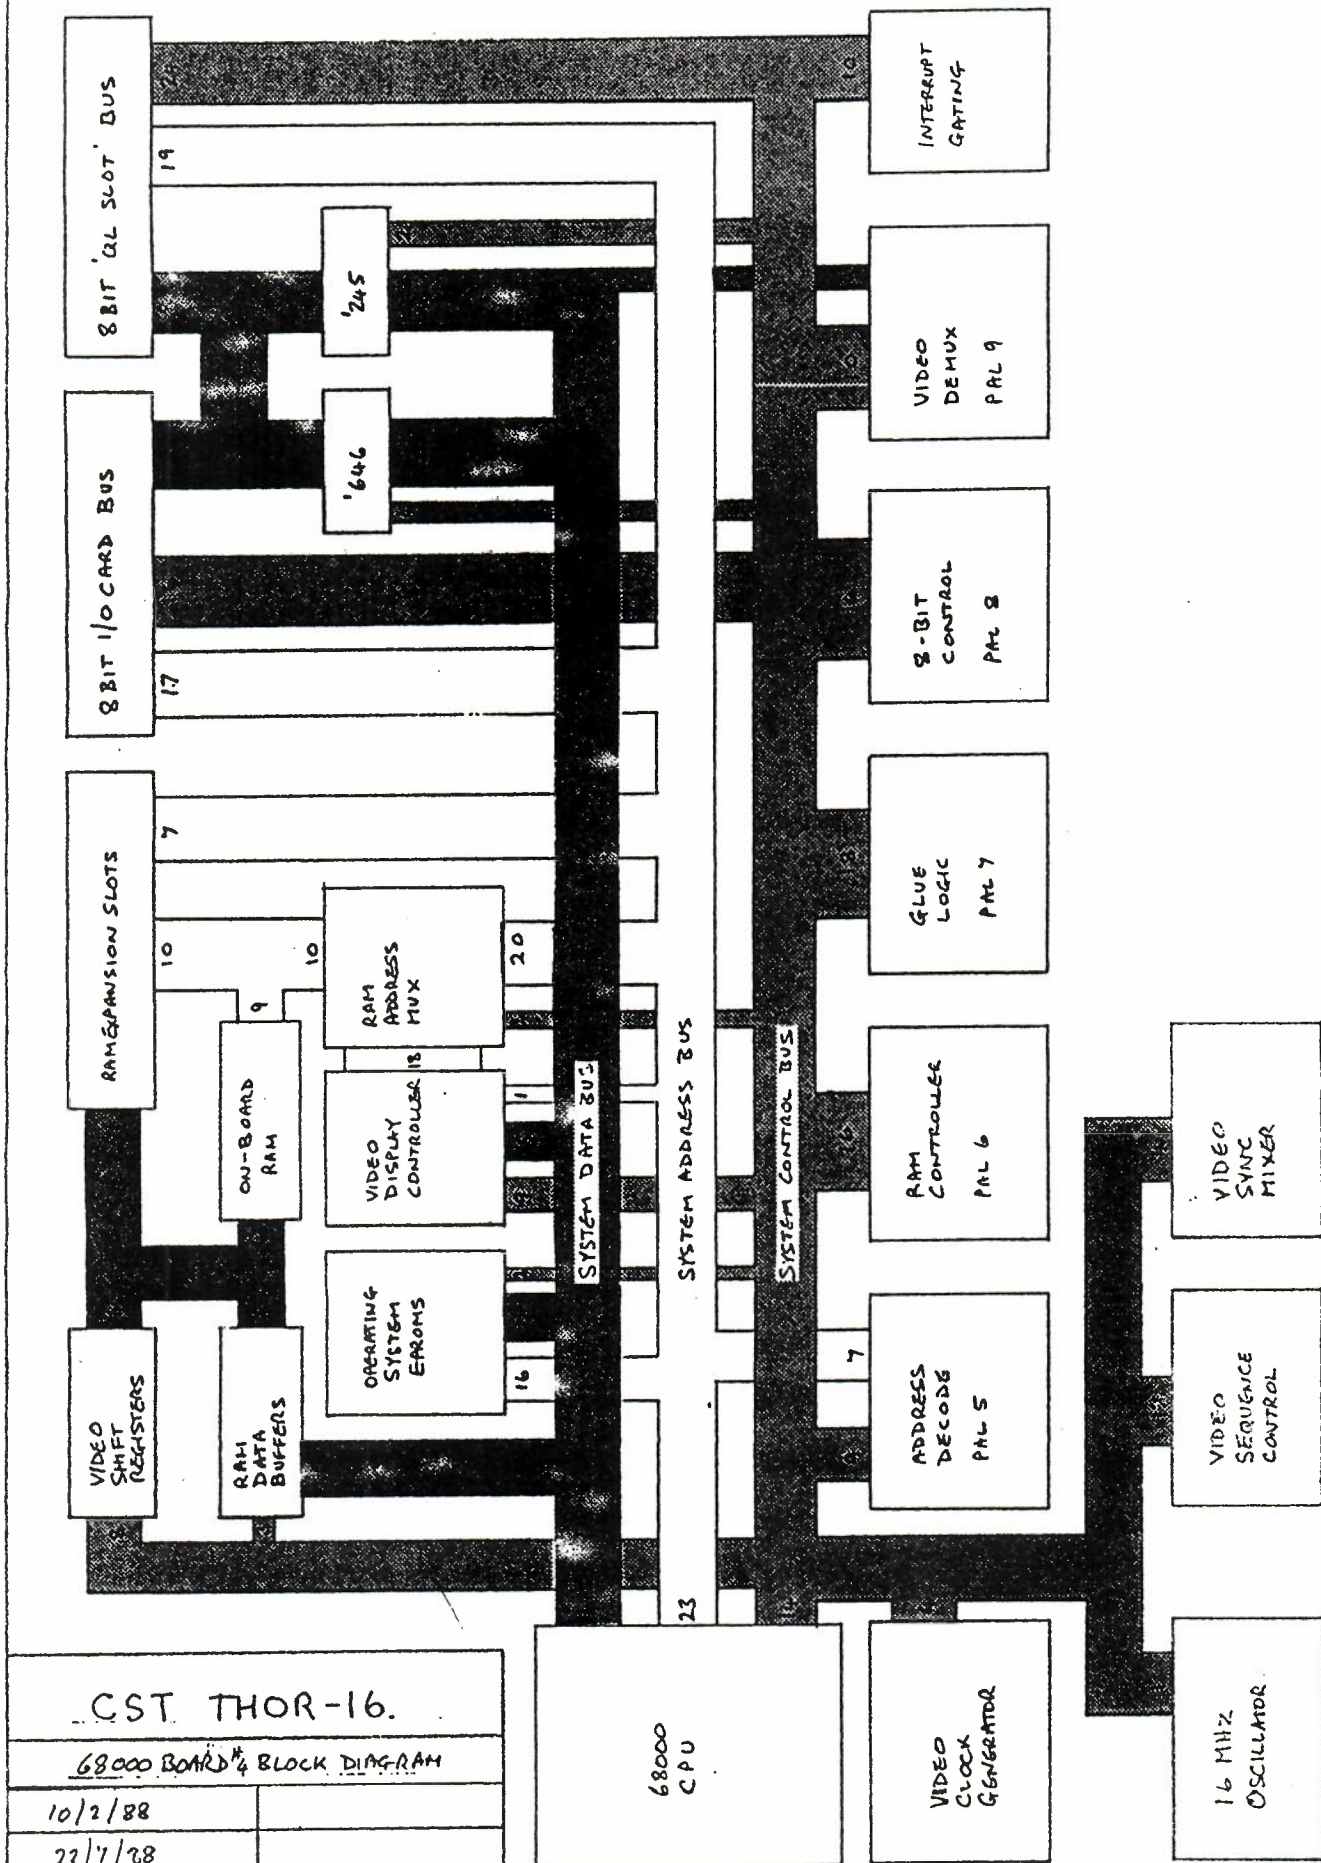 8 BIT 'QL SLOT' BUS
8 BIT I/O CARD BUS
RAM EXPANSION SLOTS
VIDEO
SHIFT
REGISTERS
INTERRUPT
GATING
19
17
7
10
10
9
20
18
1
16
'245
'646
RAM
ADDRESS
MUX
ON-BOARD
RAM
VIDEO
DISPLAY
CONTROLLER
OPERATING
SYSTEM
EPROMS
RAM
DATA
BUFFERS
SYSTEM DATA BUS
SYSTEM ADDRESS BUS
SYSTEM CONTROL BUS
23
7
10
VIDEO
DEMUX
PAL 9
8-BIT
CONTROL
PAL 8
GLUE
LOGIC
PAL 7
RAM
CONTROLLER
PAL 6
ADDRESS
DECODE
PAL 5
68000
CPU
VIDEO
CLOCK
GENERATOR
VIDEO
SYNC
MIXER
VIDEO
SEQUENCE
CONTROL
16 MHZ
OSCILLATOR
CST THOR-16.
68000 BOARD #4 BLOCK DIAGRAM
10/2/88